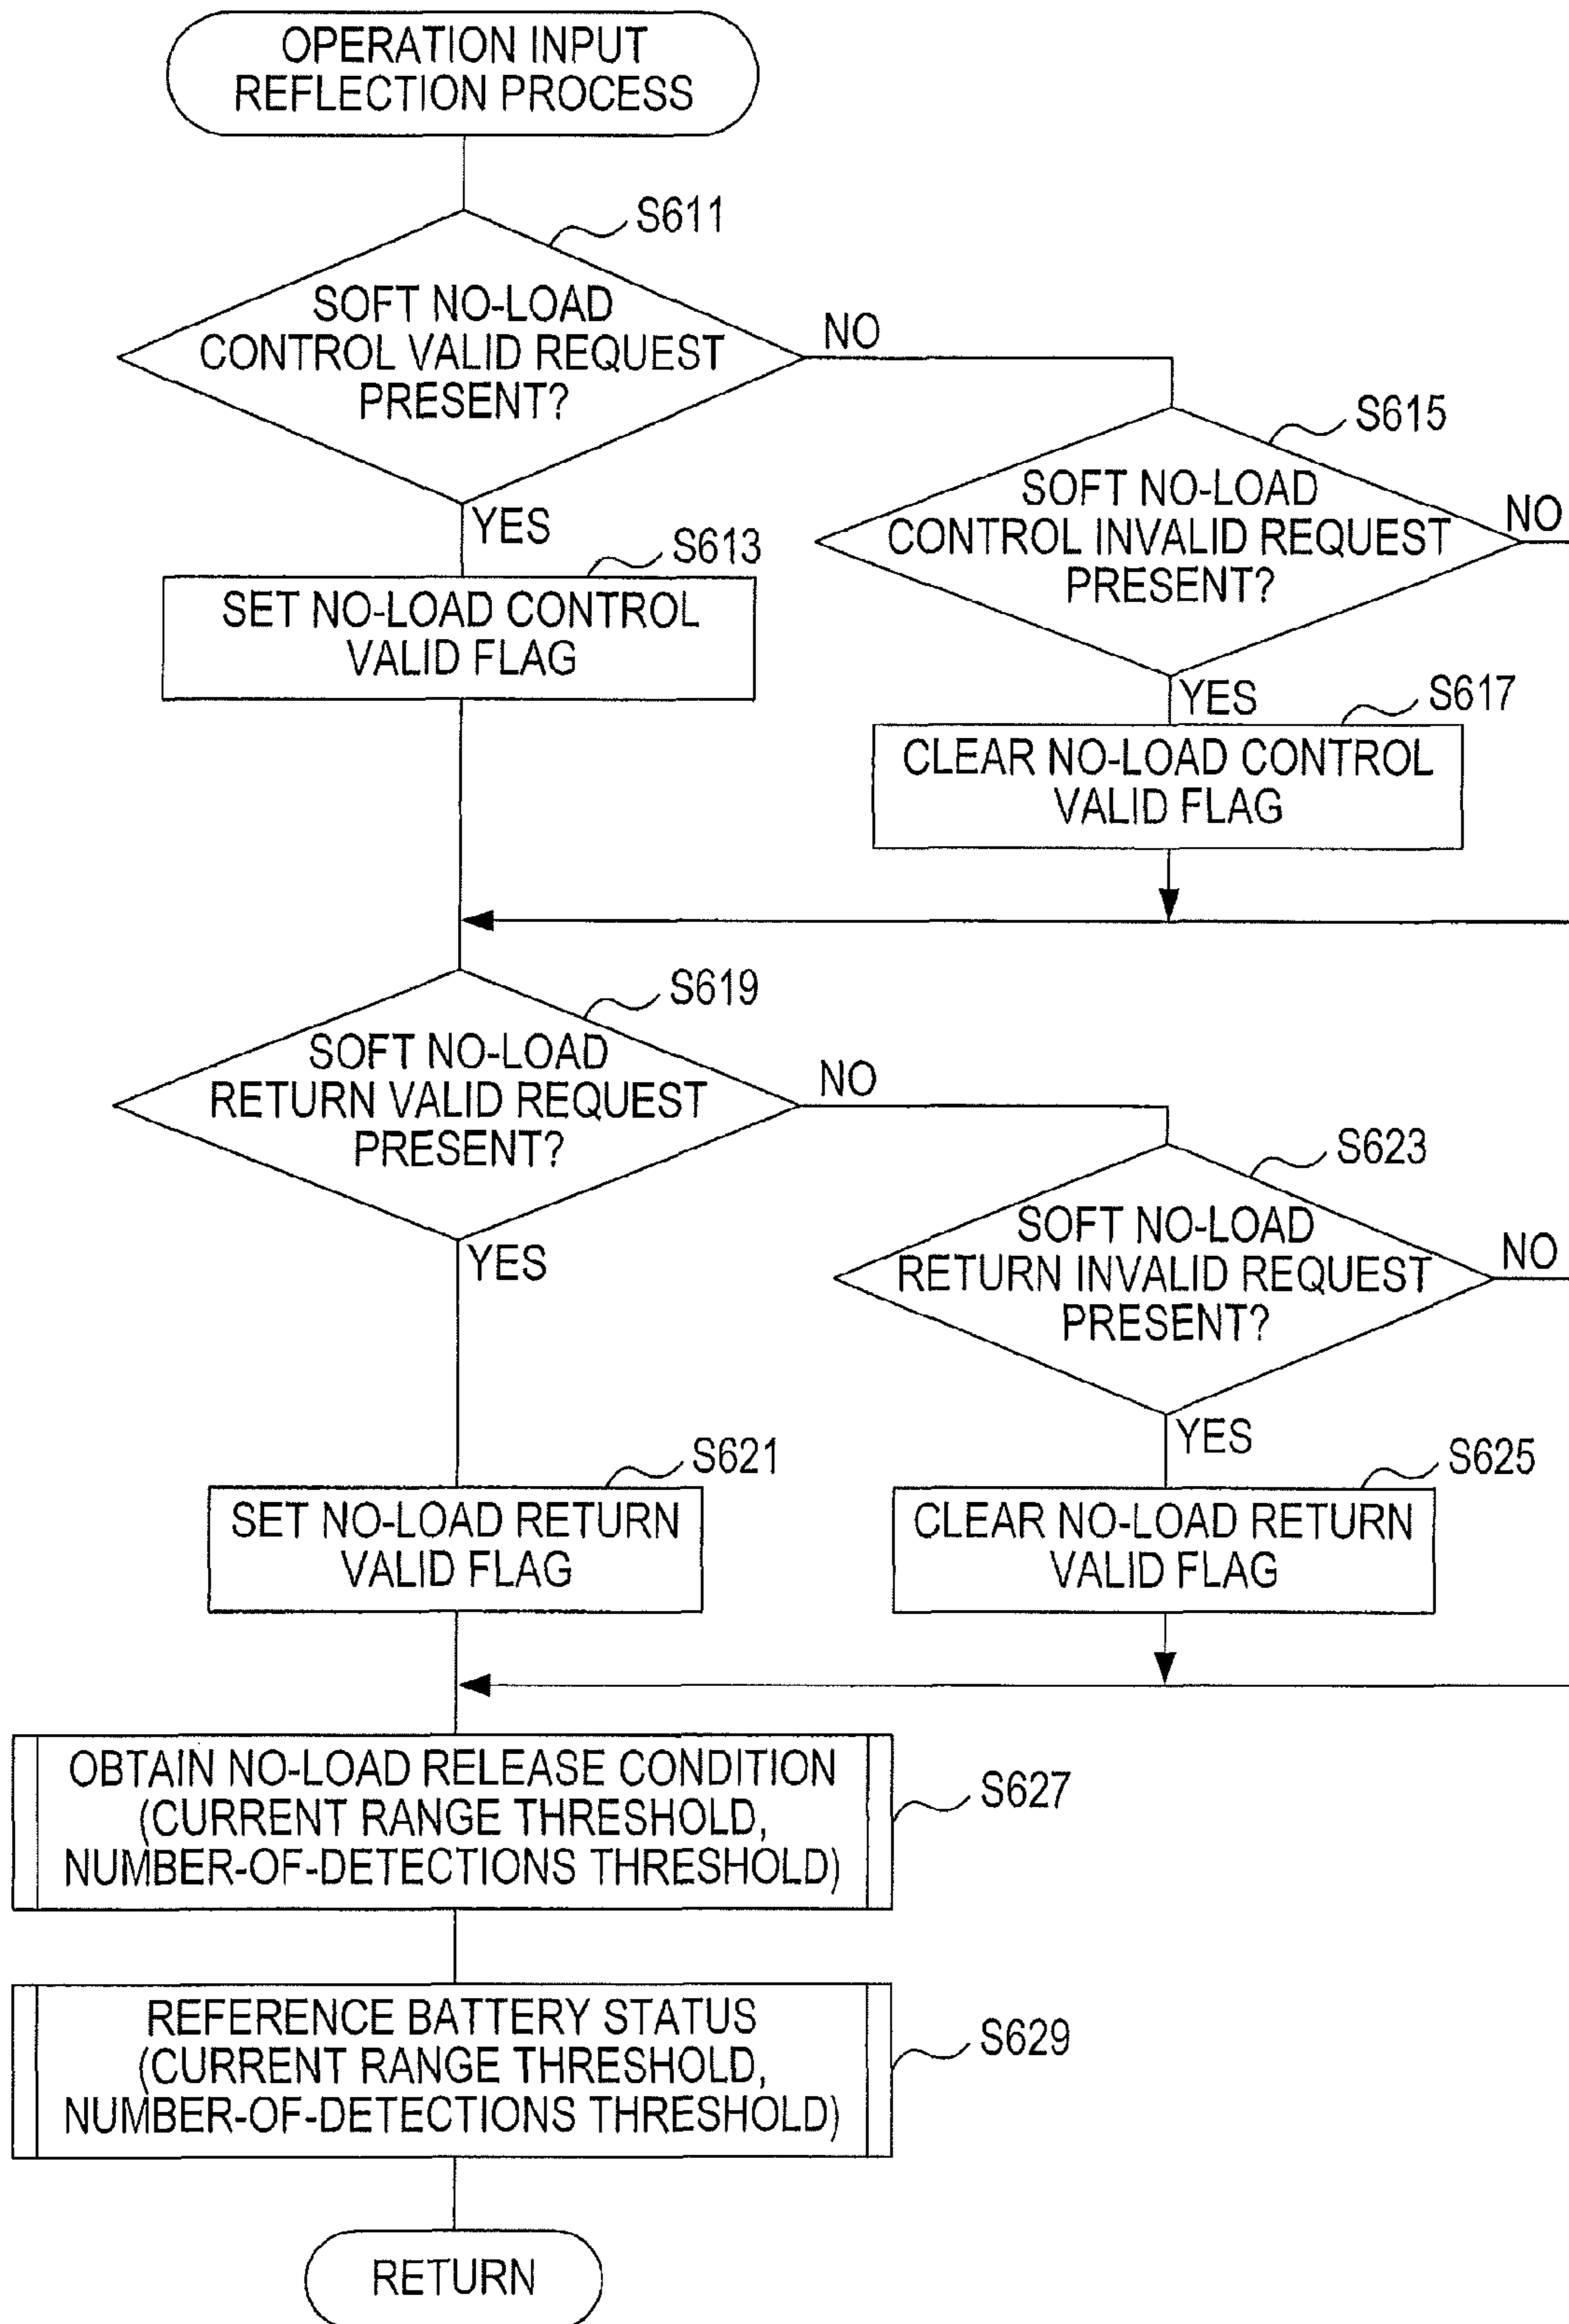 OPERATION INPUT
REFLECTION PROCESS
S611
SOFT NO-LOAD
CONTROL VALID REQUEST
PRESENT?
NO
YES
S615
SOFT NO-LOAD
CONTROL INVALID REQUEST
PRESENT?
NO
YES
S613
SET NO-LOAD CONTROL
VALID FLAG
S617
CLEAR NO-LOAD CONTROL
VALID FLAG
S619
SOFT NO-LOAD
RETURN VALID REQUEST
PRESENT?
NO
YES
S623
SOFT NO-LOAD
RETURN INVALID REQUEST
PRESENT?
NO
YES
S621
SET NO-LOAD RETURN
VALID FLAG
S625
CLEAR NO-LOAD RETURN
VALID FLAG
OBTAIN NO-LOAD RELEASE CONDITION
(CURRENT RANGE THRESHOLD,
NUMBER-OF-DETECTIONS THRESHOLD)
S627
REFERENCE BATTERY STATUS
(CURRENT RANGE THRESHOLD,
NUMBER-OF-DETECTIONS THRESHOLD)
S629
RETURN